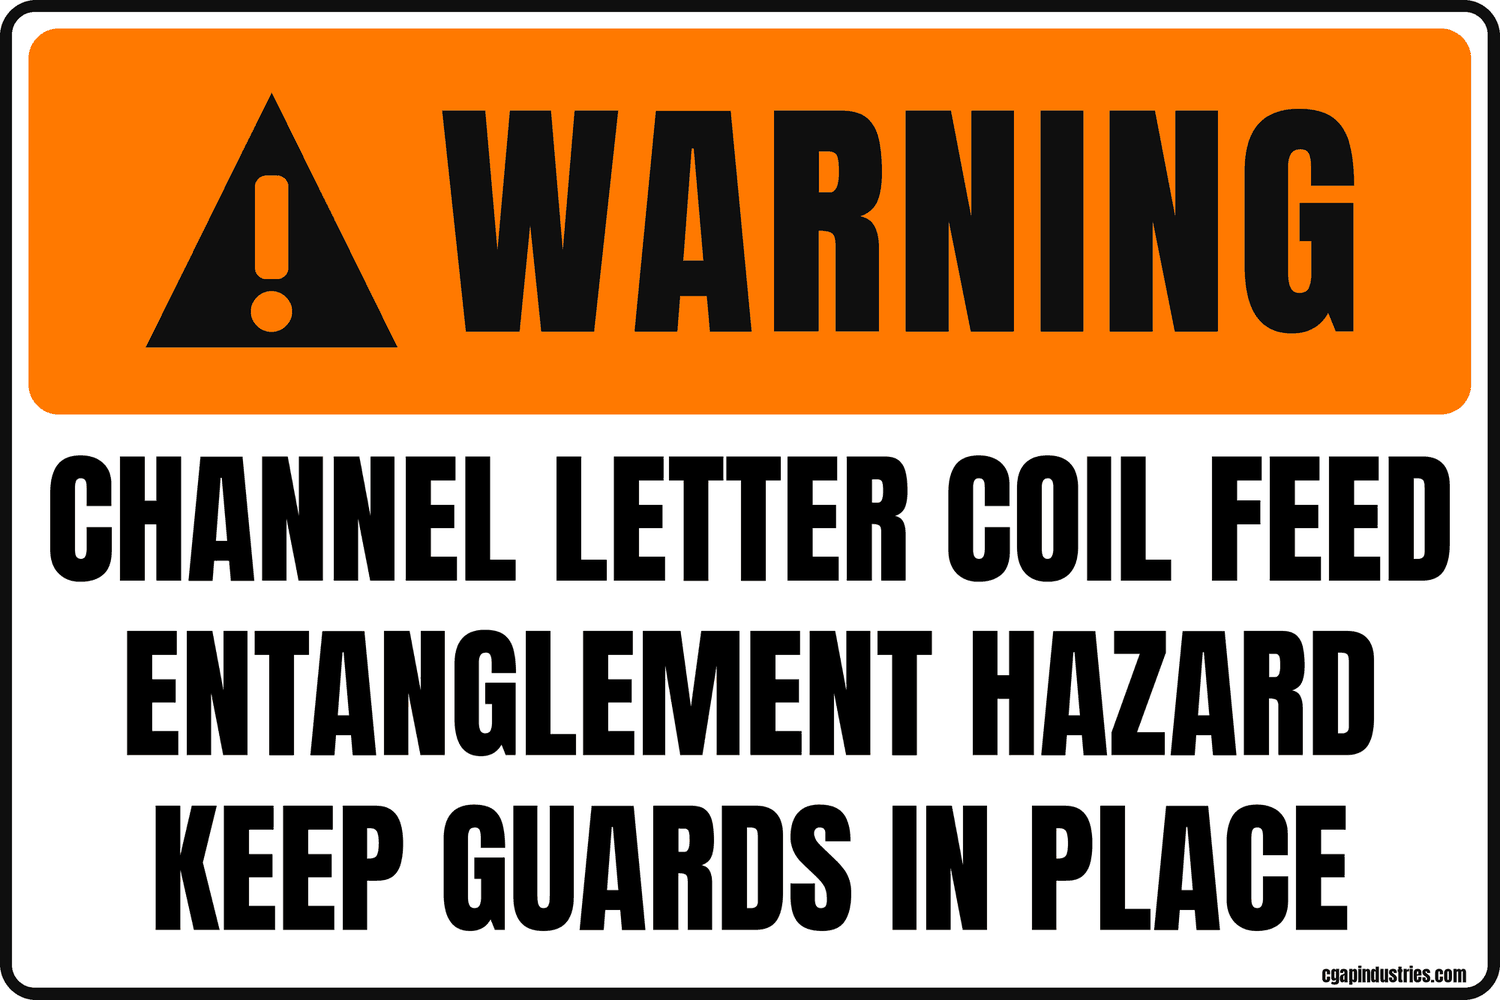 WARNING
CHANNEL LETTER COIL FEED
ENTANGLEMENT HAZARD
KEEP GUARDS IN PLACE
cgapindustries.com